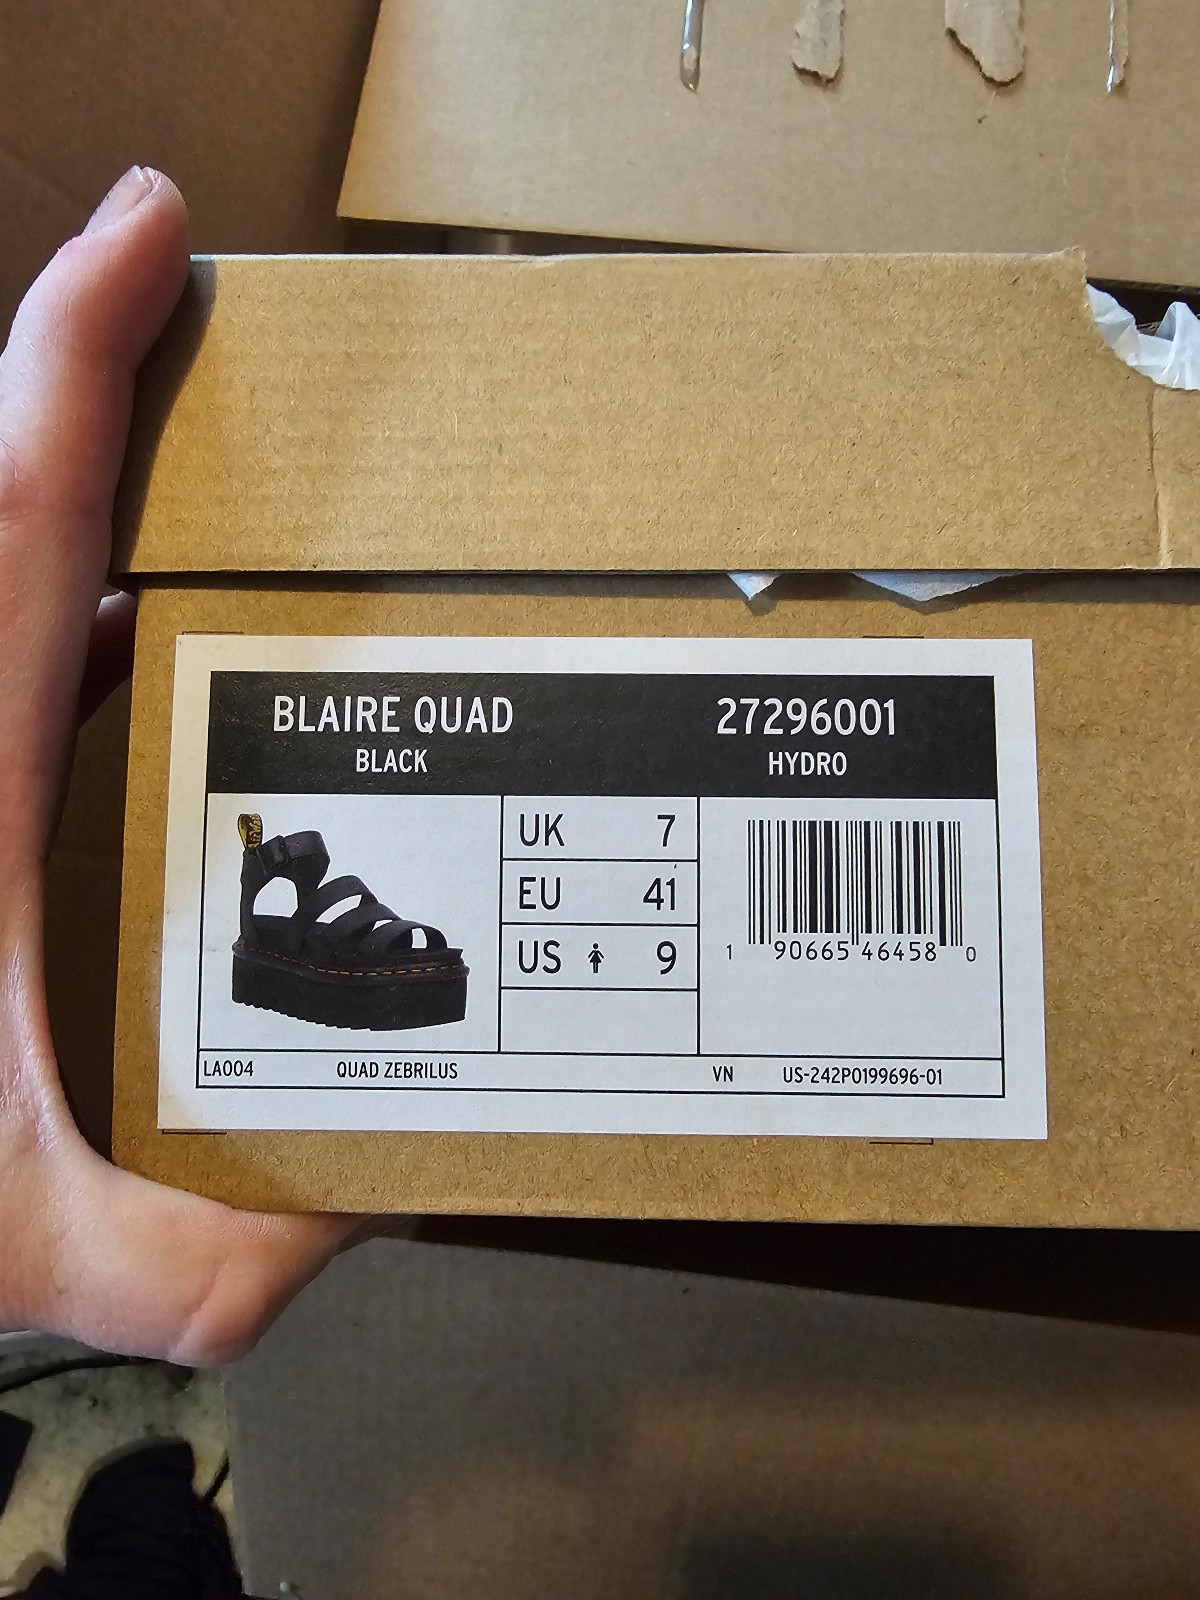 BLAIRE QUAD
BLACK
27296001
HYDRO
UK 7
EU 41
US 9
1 90665 46458 0
LA004 QUAD ZEBRILUS VN US-242P0199696-01